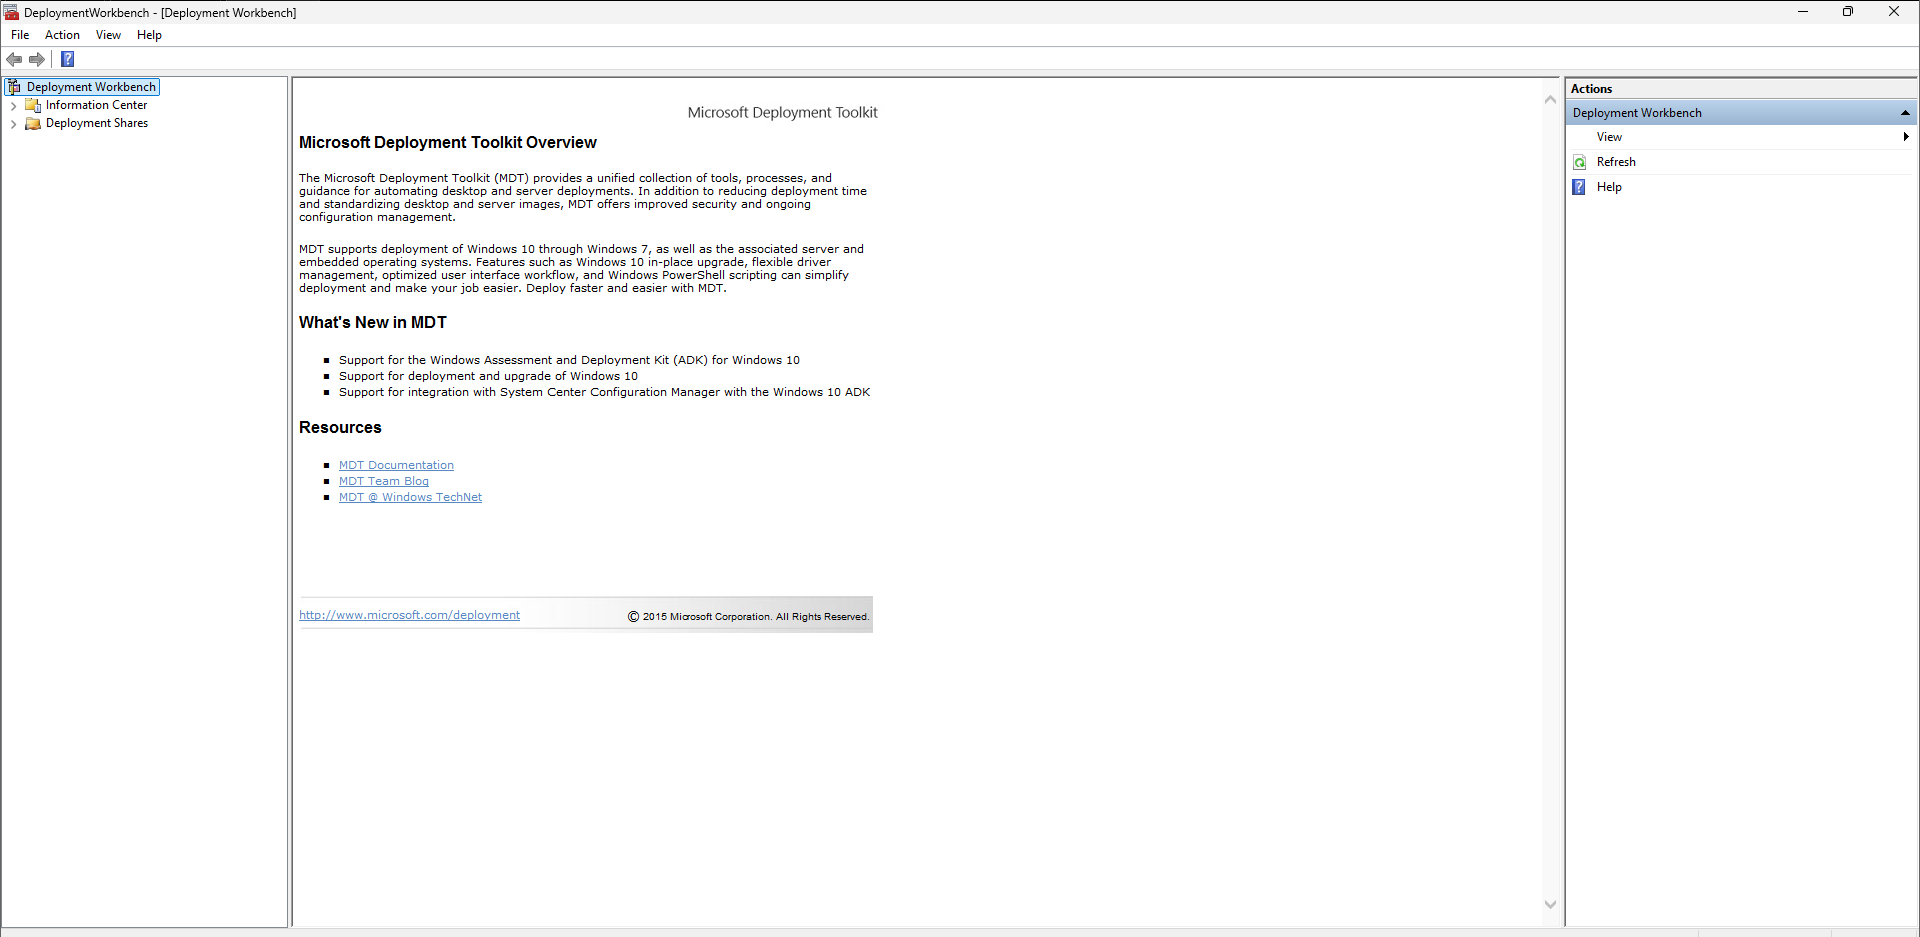 DeploymentWorkbench - [Deployment Workbench]
File Action View Help
Deployment Workbench
Information Center
Deployment Shares
Microsoft Deployment Toolkit
Microsoft Deployment Toolkit Overview
The Microsoft Deployment Toolkit (MDT) provides a unified collection of tools, processes, and
guidance for automating desktop and server deployments. In addition to reducing deployment time
and standardizing desktop and server images, MDT offers improved security and ongoing
configuration management.
MDT supports deployment of Windows 10 through Windows 7, as well as the associated server and
embedded operating systems. Features such as Windows 10 in-place upgrade, flexible driver
management, optimized user interface workflow, and Windows PowerShell scripting can simplify
deployment and make your job easier. Deploy faster and easier with MDT.
What's New in MDT
Support for the Windows Assessment and Deployment Kit (ADK) for Windows 10
Support for deployment and upgrade of Windows 10
Support for integration with System Center Configuration Manager with the Windows 10 ADK
Resources
MDT Documentation
MDT Team Blog
MDT @ Windows TechNet
http://www.microsoft.com/deployment
© 2015 Microsoft Corporation. All Rights Reserved.
Actions
Deployment Workbench
View
Refresh
Help